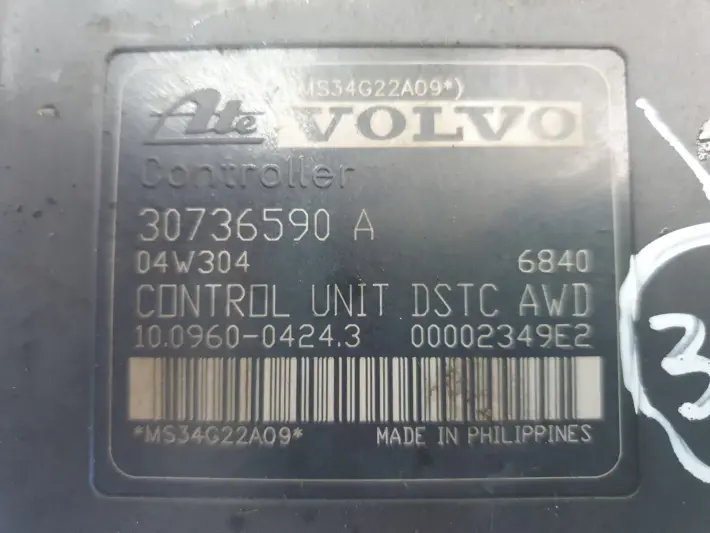 MS34G22A09*)
Ate VOLVO
Controller
30736590 A
04W304 6840
CONTROL UNIT DSTC AWD
10.0960-0424.3 00002349E2
*MS34G22A09* MADE IN PHILIPPINES
3